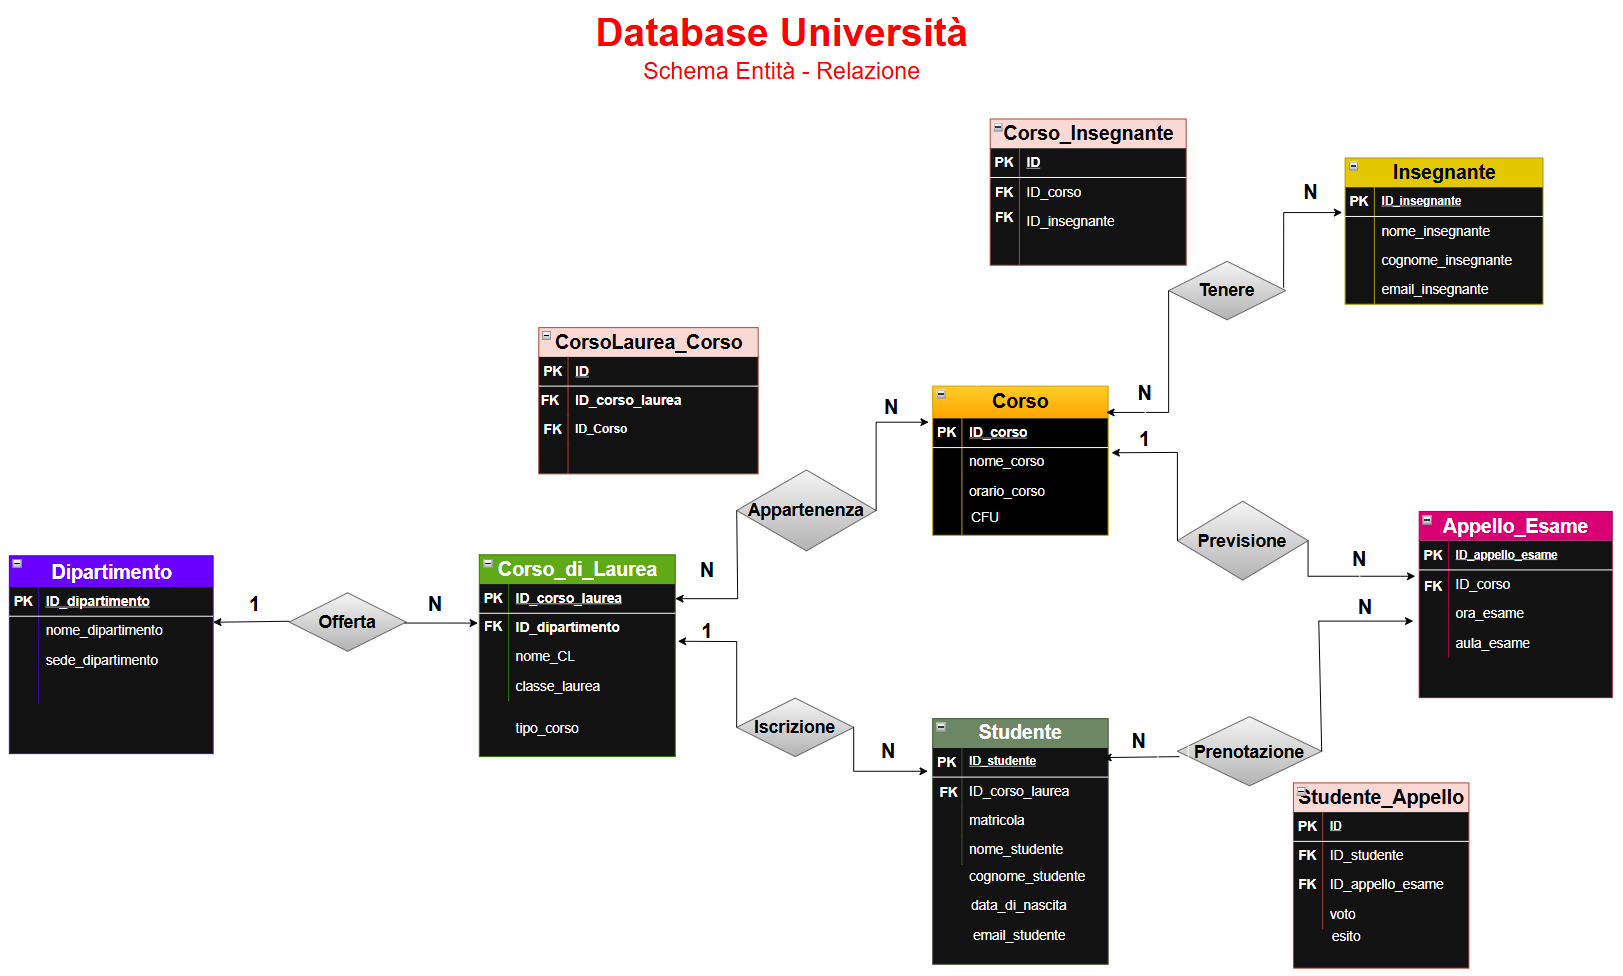 Database Università
Schema Entità - Relazione
Corso_Insegnante
PK ID
FK ID_corso
FK ID_insegnante
Insegnante
PK ID_insegnante
nome_insegnante
cognome_insegnante
email_insegnante
N
Tenere
N
CorsoLaurea_Corso
PK ID
FK ID_corso_laurea
FK ID_Corso
Corso
PK ID_corso
nome_corso
orario_corso
CFU
N
Appartenenza
N
1
Previsione
N
Appello_Esame
PK ID_appello_esame
FK ID_corso
ora_esame
aula_esame
Dipartimento
PK ID_dipartimento
nome_dipartimento
sede_dipartimento
1
Offerta
N
Corso_di_Laurea
PK ID_corso_laurea
FK ID_dipartimento
nome_CL
classe_laurea
tipo_corso
1
Iscrizione
N
Studente
PK ID_studente
FK ID_corso_laurea
matricola
nome_studente
cognome_studente
data_di_nascita
email_studente
N
Prenotazione
N
Studente_Appello
PK ID
FK ID_studente
FK ID_appello_esame
voto
esito